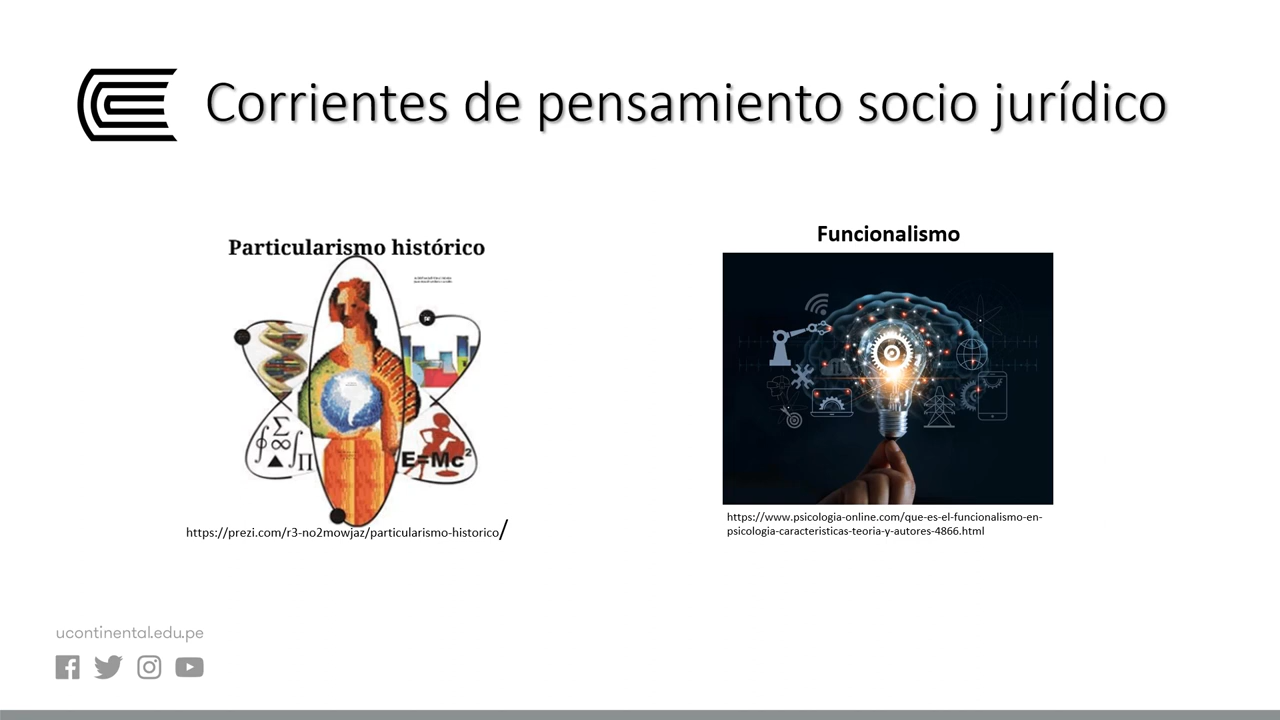 Corrientes de pensamiento socio jurídico
Particularismo histórico
E=Mc²
https://prezi.com/r3-no2mowjaz/particularismo-historico/
Funcionalismo
https://www.psicologia-online.com/que-es-el-funcionalismo-en-
psicologia-caracteristicas-teoria-y-autores-4866.html
ucontinental.edu.pe